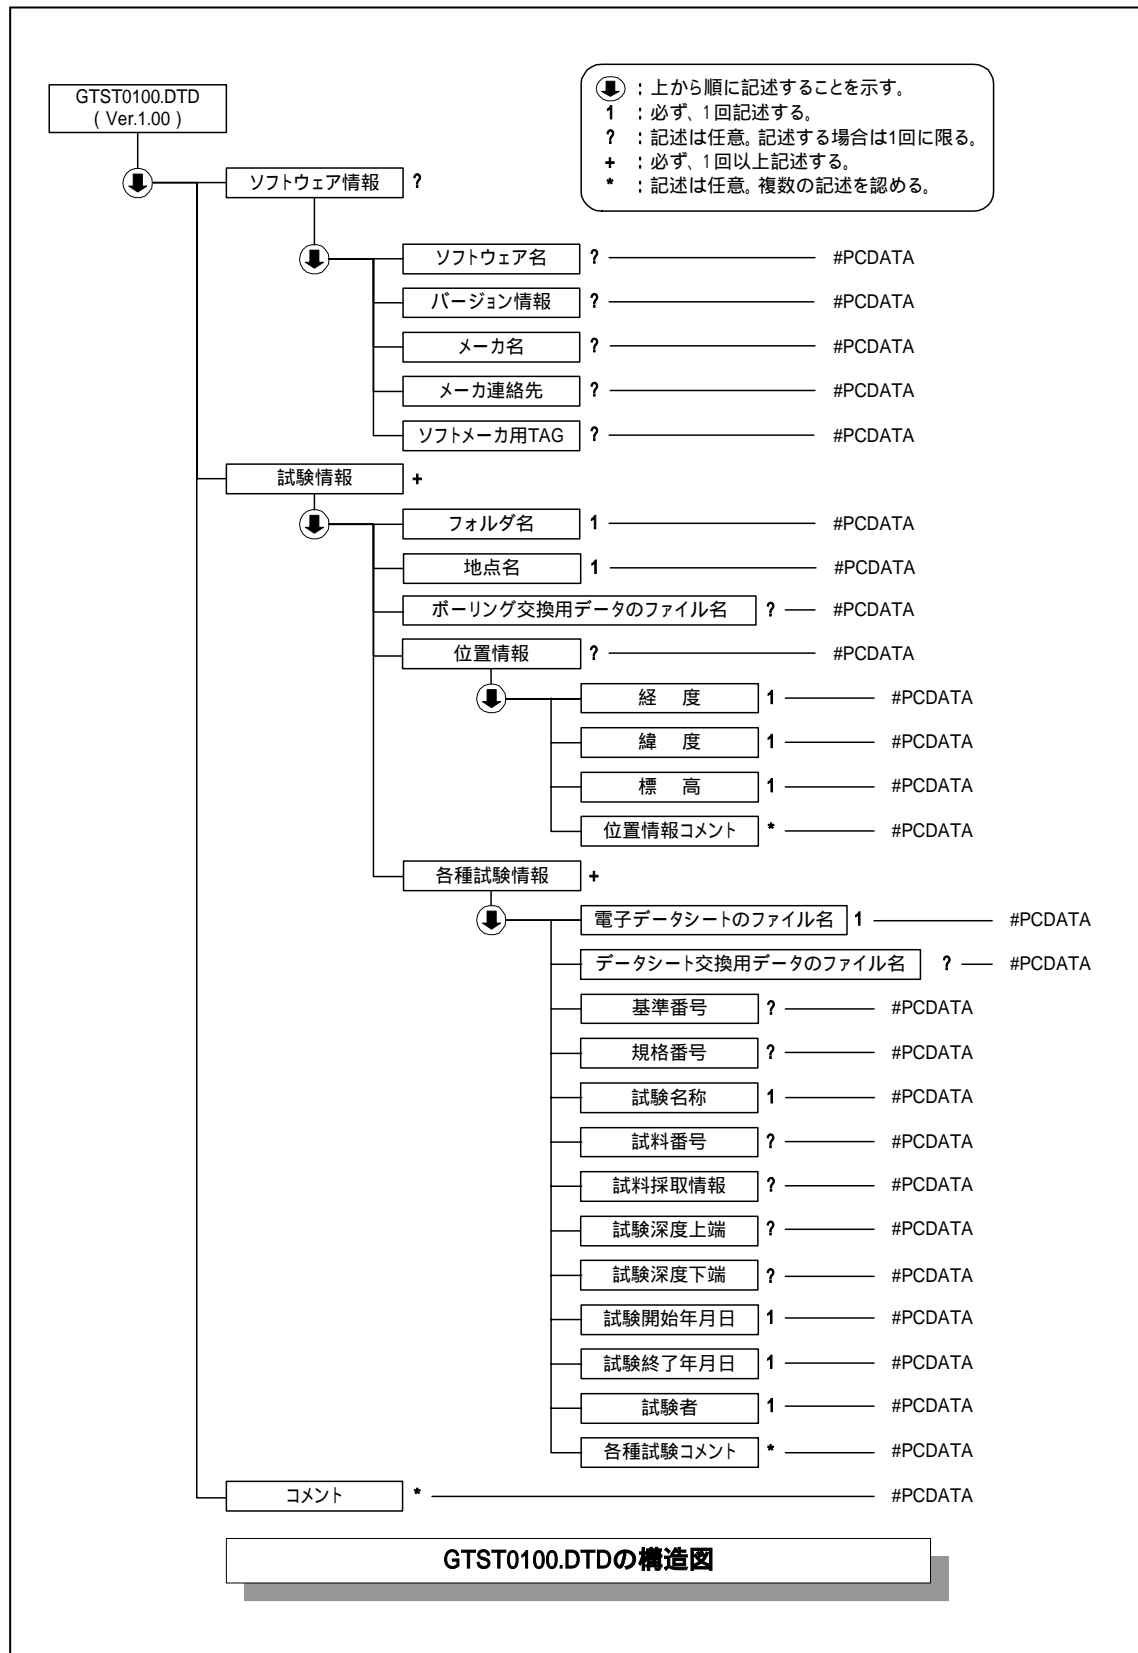 GTST0100.DTD
( Ver.1.00 )
：上から順に記述することを示す。
1 ：必ず、1回記述する。
? ：記述は任意。記述する場合は1回に限る。
+ ：必ず、1回以上記述する。
* ：記述は任意。複数の記述を認める。
ソフトウェア情報 ?
ソフトウェア名 ? #PCDATA
バージョン情報 ? #PCDATA
メーカ名 ? #PCDATA
メーカ連絡先 ? #PCDATA
ソフトメーカ用TAG ? #PCDATA
試験情報 +
フォルダ名 1 #PCDATA
地点名 1 #PCDATA
ボーリング交換用データのファイル名 ? #PCDATA
位置情報 ? #PCDATA
経　度 1 #PCDATA
緯　度 1 #PCDATA
標　高 1 #PCDATA
位置情報コメント * #PCDATA
各種試験情報 +
電子データシートのファイル名 1 #PCDATA
データシート交換用データのファイル名 ? #PCDATA
基準番号 ? #PCDATA
規格番号 ? #PCDATA
試験名称 1 #PCDATA
試料番号 ? #PCDATA
試料採取情報 ? #PCDATA
試験深度上端 ? #PCDATA
試験深度下端 ? #PCDATA
試験開始年月日 1 #PCDATA
試験終了年月日 1 #PCDATA
試験者 1 #PCDATA
各種試験コメント * #PCDATA
コメント * #PCDATA
GTST0100.DTDの構造図